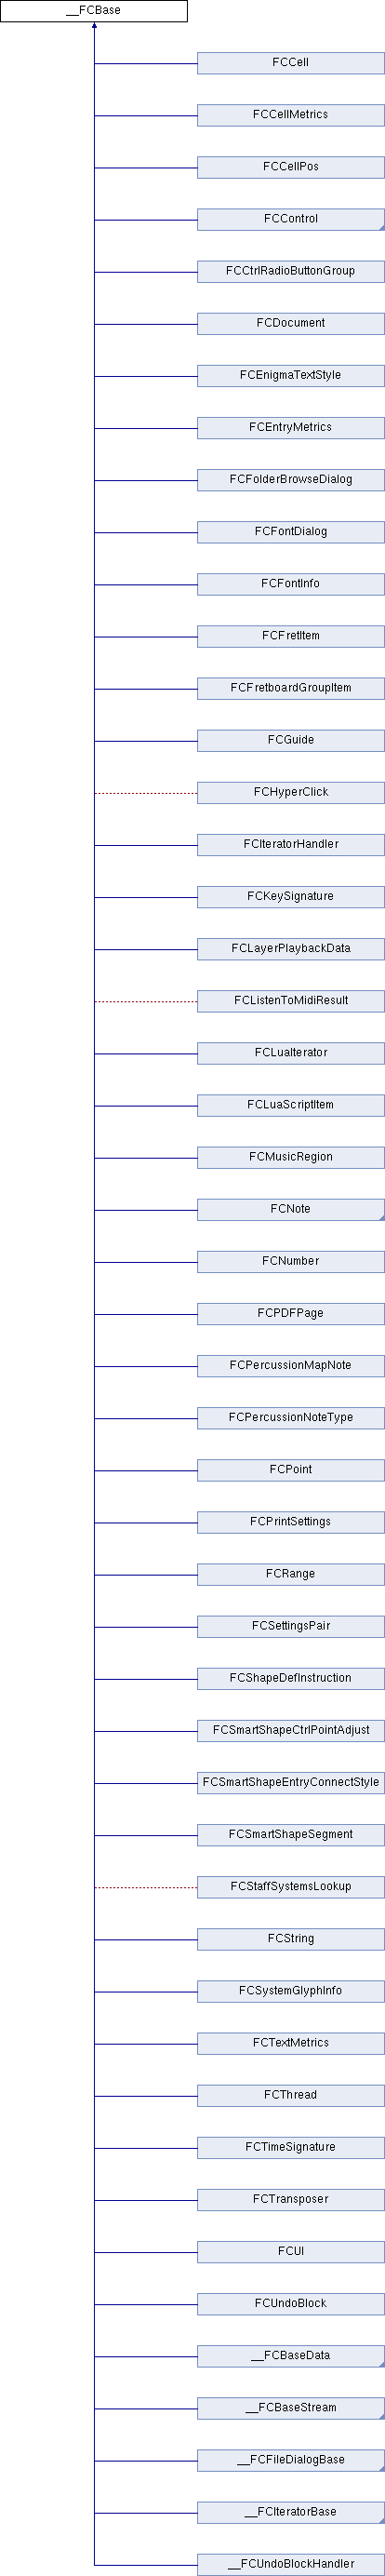 __FCBase
FCCell
FCCellMetrics
FCCellPos
FCControl
FCCtrlRadioButtonGroup
FCDocument
FCEnigmaTextStyle
FCEntryMetrics
FCFolderBrowseDialog
FCFontDialog
FCFontInfo
FCFretItem
FCFretboardGroupItem
FCGuide
FCHyperClick
FCIteratorHandler
FCKeySignature
FCLayerPlaybackData
FCListenToMidiResult
FCLuaIterator
FCLuaScriptItem
FCMusicRegion
FCNote
FCNumber
FCPDFPage
FCPercussionMapNote
FCPercussionNoteType
FCPoint
FCPrintSettings
FCRange
FCSettingsPair
FCShapeDefInstruction
FCSmartShapeCtrlPointAdjust
FCSmartShapeEntryConnectStyle
FCSmartShapeSegment
FCStaffSystemsLookup
FCString
FCSystemGlyphInfo
FCTextMetrics
FCThread
FCTimeSignature
FCTransposer
FCUI
FCUndoBlock
__FCBaseData
__FCBaseStream
__FCFileDialogBase
__FCIteratorBase
__FCUndoBlockHandler